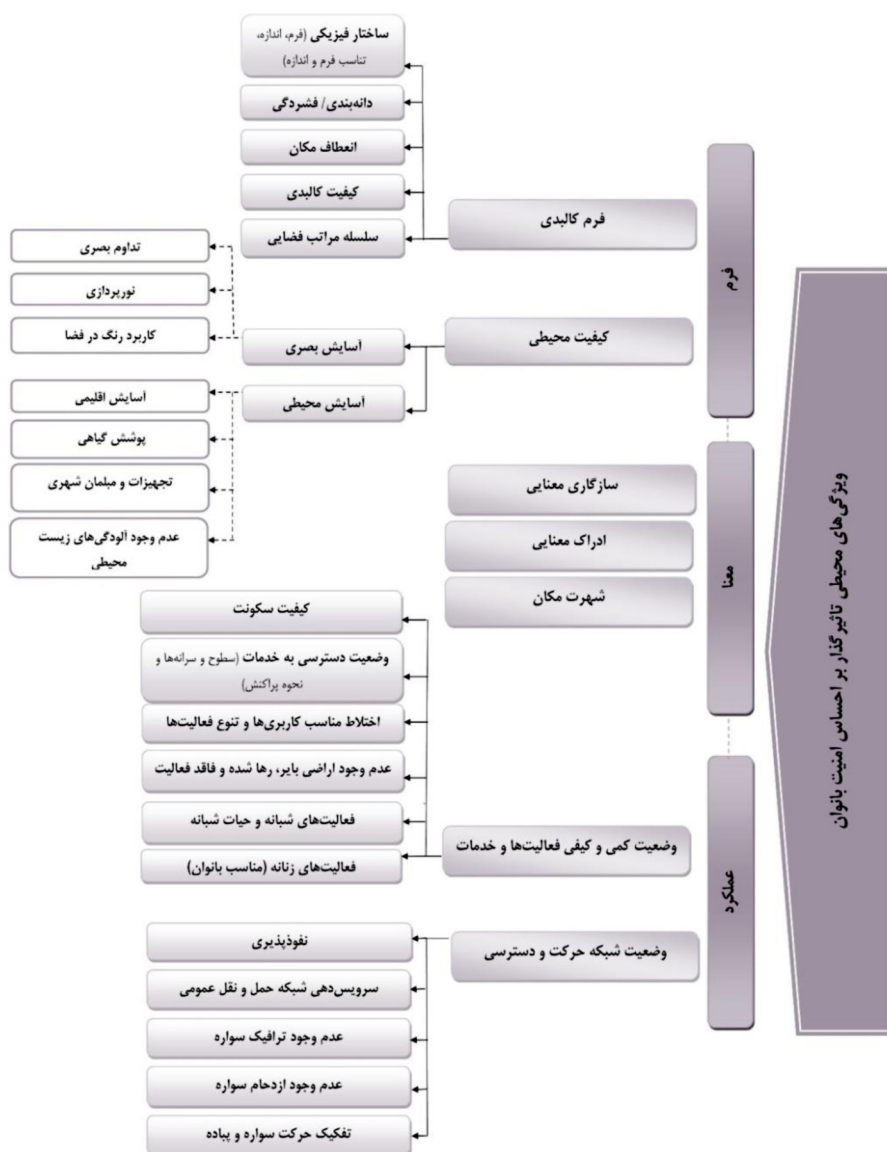 ویژگی‌های محیطی تاثیرگذار بر احساس امنیت بانوان
فرم
فرم کالبدی
ساختار فیزیکی (فرم، اندازه،
تناسب فرم و اندازه)
دانه‌بندی/ فشردگی
انعطاف مکان
کیفیت کالبدی
سلسله مراتب فضایی
کیفیت محیطی
آسایش بصری
تداوم بصری
نورپردازی
کاربرد رنگ در فضا
آسایش محیطی
آسایش اقلیمی
پوشش گیاهی
تجهیزات و مبلمان شهری
عدم وجود آلودگی‌های زیست
محیطی
معنا
سازگاری معنایی
ادراک معنایی
شهرت مکان
عملکرد
وضعیت کمی و کیفی فعالیت‌ها و خدمات
کیفیت سکونت
وضعیت دسترسی به خدمات (سطوح و سرانه‌ها و
نحوه پراکنش)
اختلاط مناسب کاربری‌ها و تنوع فعالیت‌ها
عدم وجود اراضی بایر، رها شده و فاقد فعالیت
فعالیت‌های شبانه و حیات شبانه
فعالیت‌های زنانه (مناسب بانوان)
وضعیت شبکه حرکت و دسترسی
نفوذپذیری
سرویس‌دهی شبکه حمل و نقل عمومی
عدم وجود ترافیک سواره
عدم وجود ازدحام سواره
تفکیک حرکت سواره و پیاده